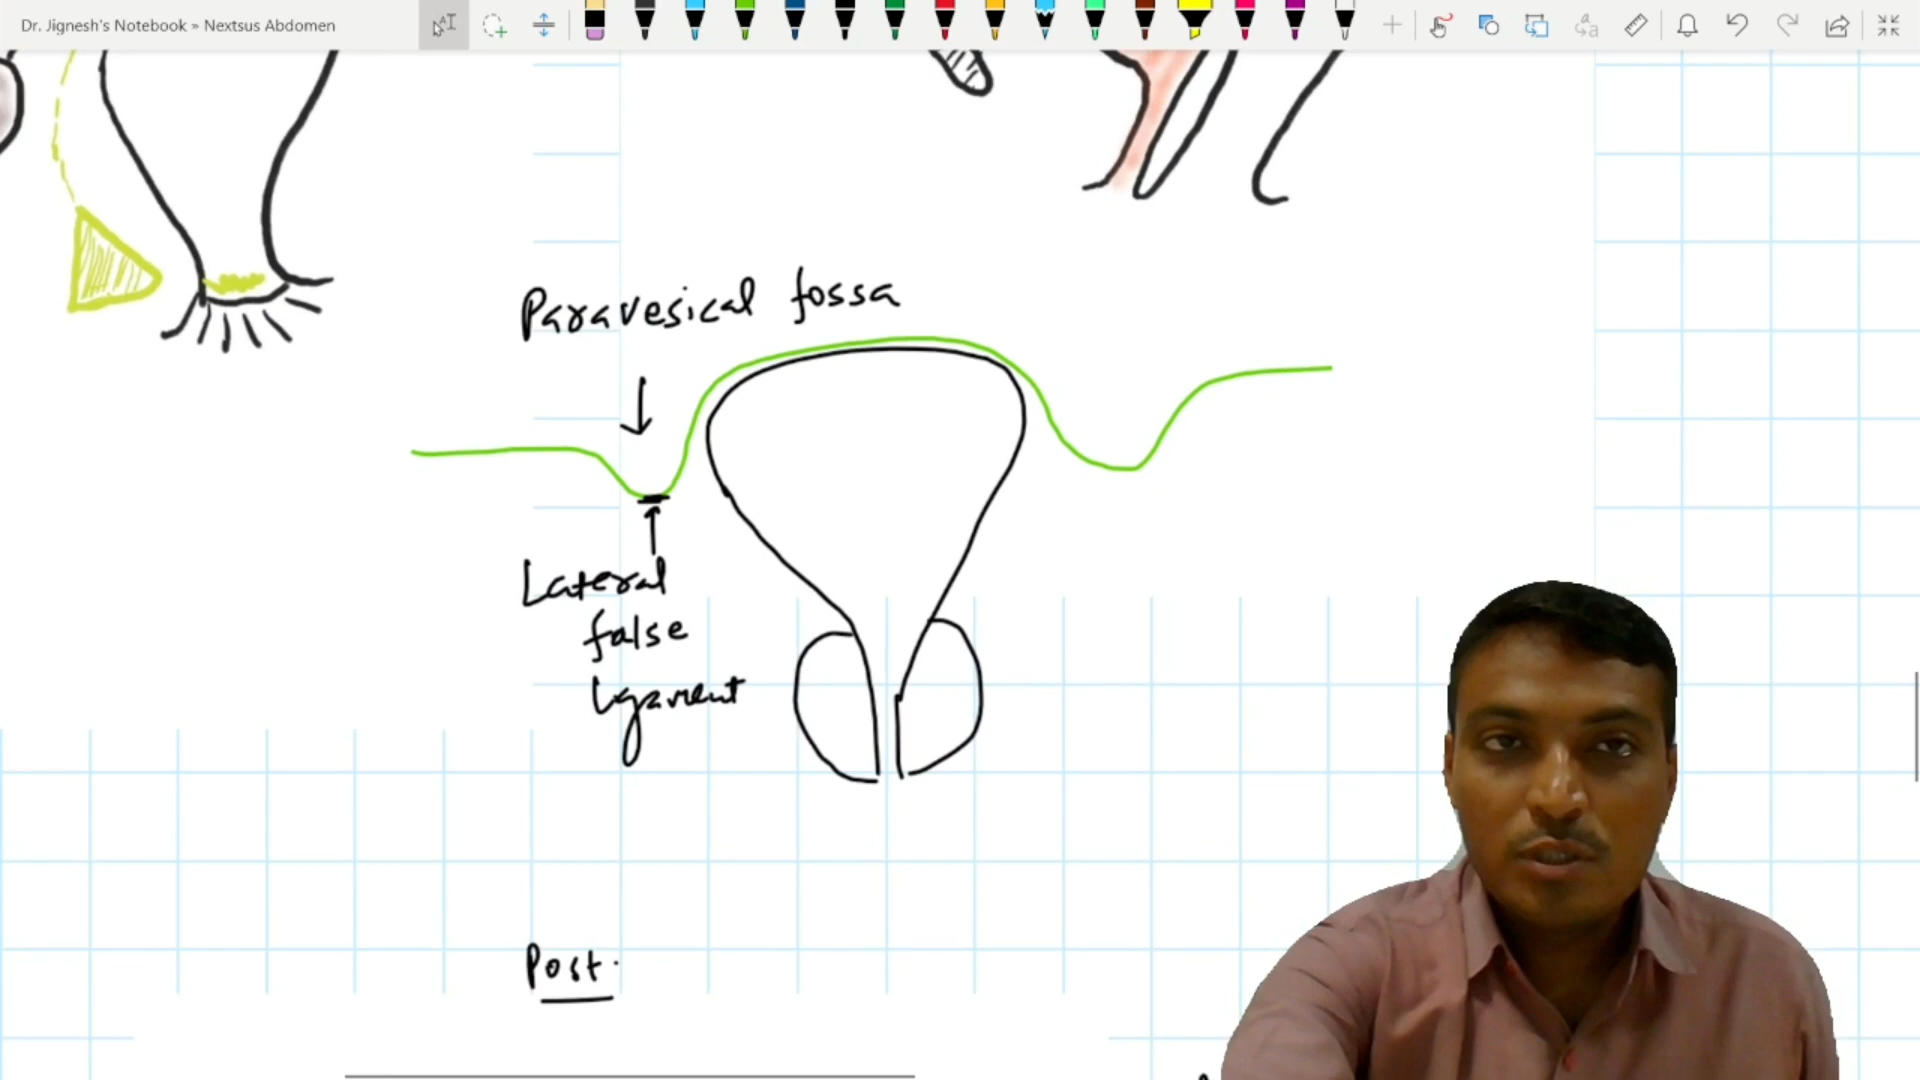 Dr. Jignesh's Notebook » Nextsus Abdomen
Paravesical fossa
Lateral
false
Ligament
Post.